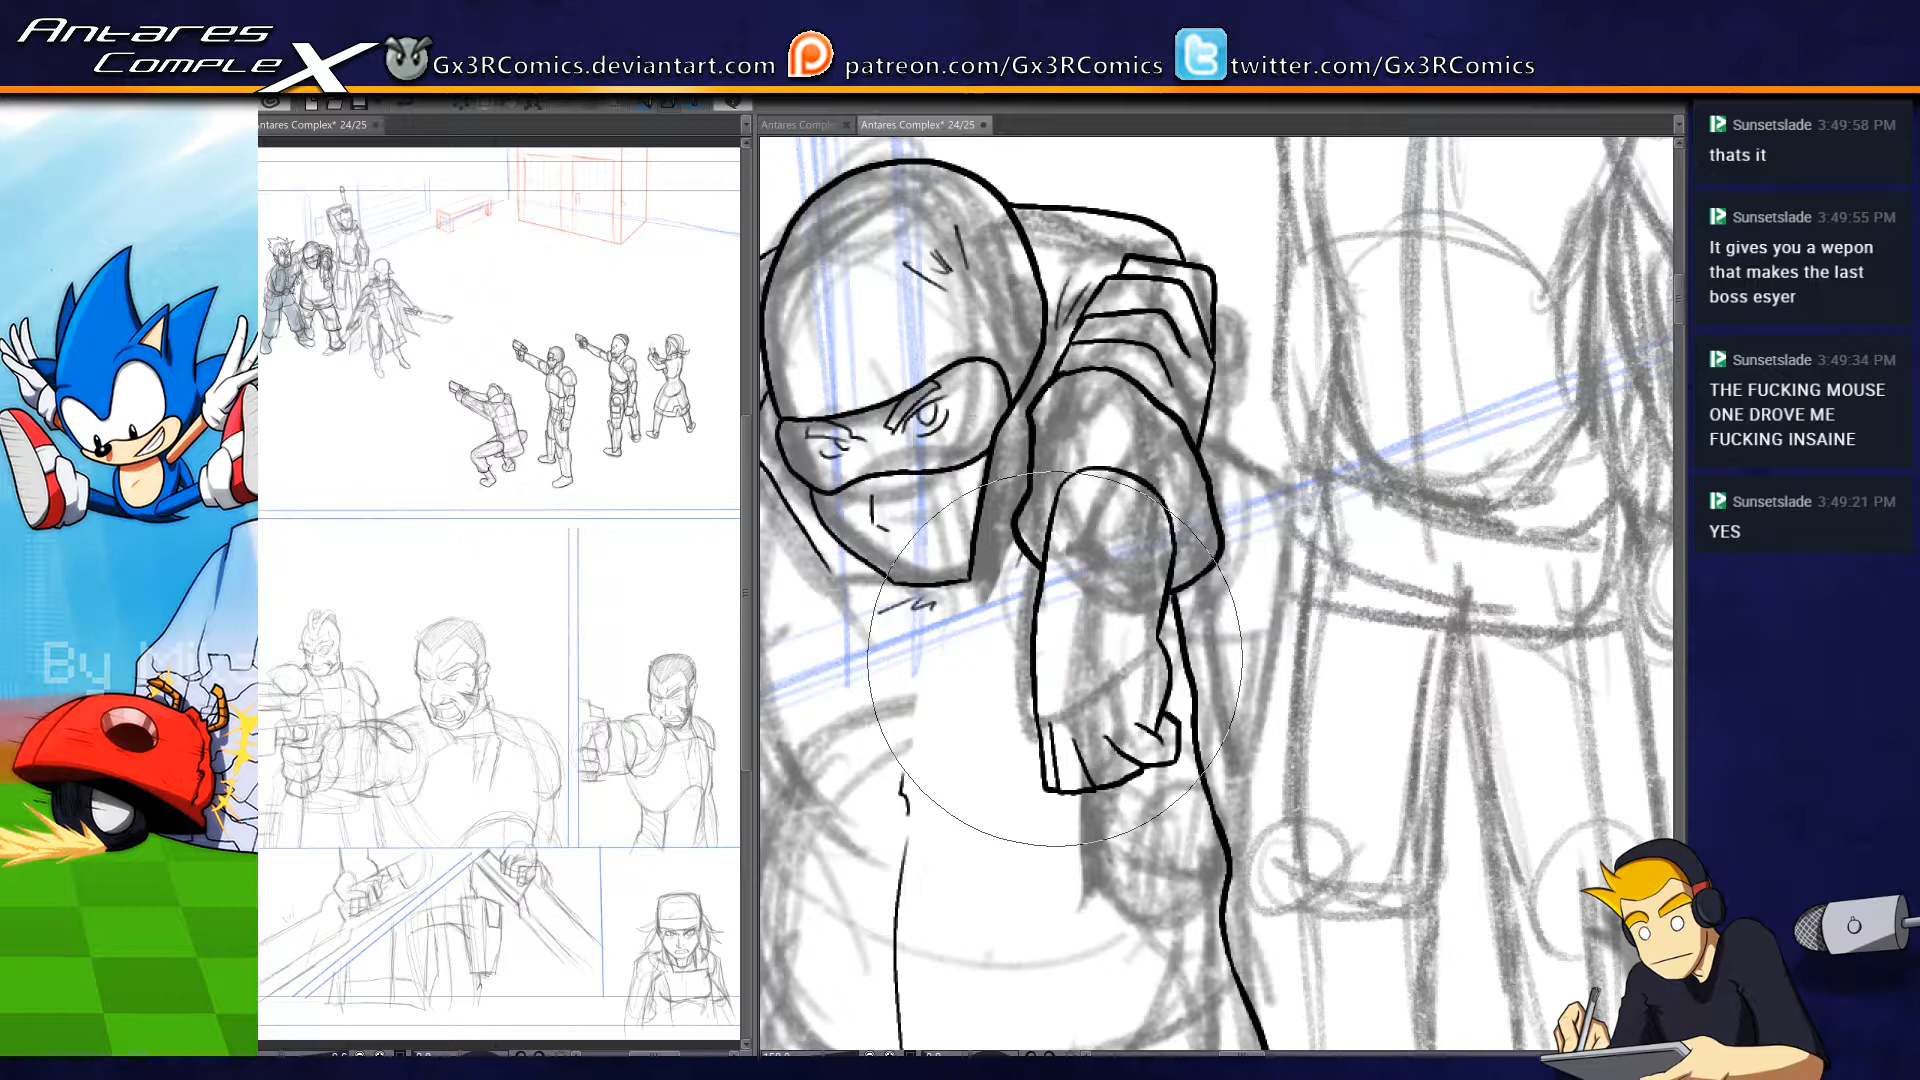 Antares
CompleX
Gx3RComics.deviantart.com
patreon.com/Gx3RComics
twitter.com/Gx3RComics
ntares Complex* 24/25
Antares Comple
Antares Complex* 24/25
Sunsetslade 3:49:58 PM
thats it
Sunsetslade 3:49:55 PM
It gives you a wepon
that makes the last
boss esyer
Sunsetslade 3:49:34 PM
THE FUCKING MOUSE
ONE DROVE ME
FUCKING INSAINE
Sunsetslade 3:49:21 PM
YES
By